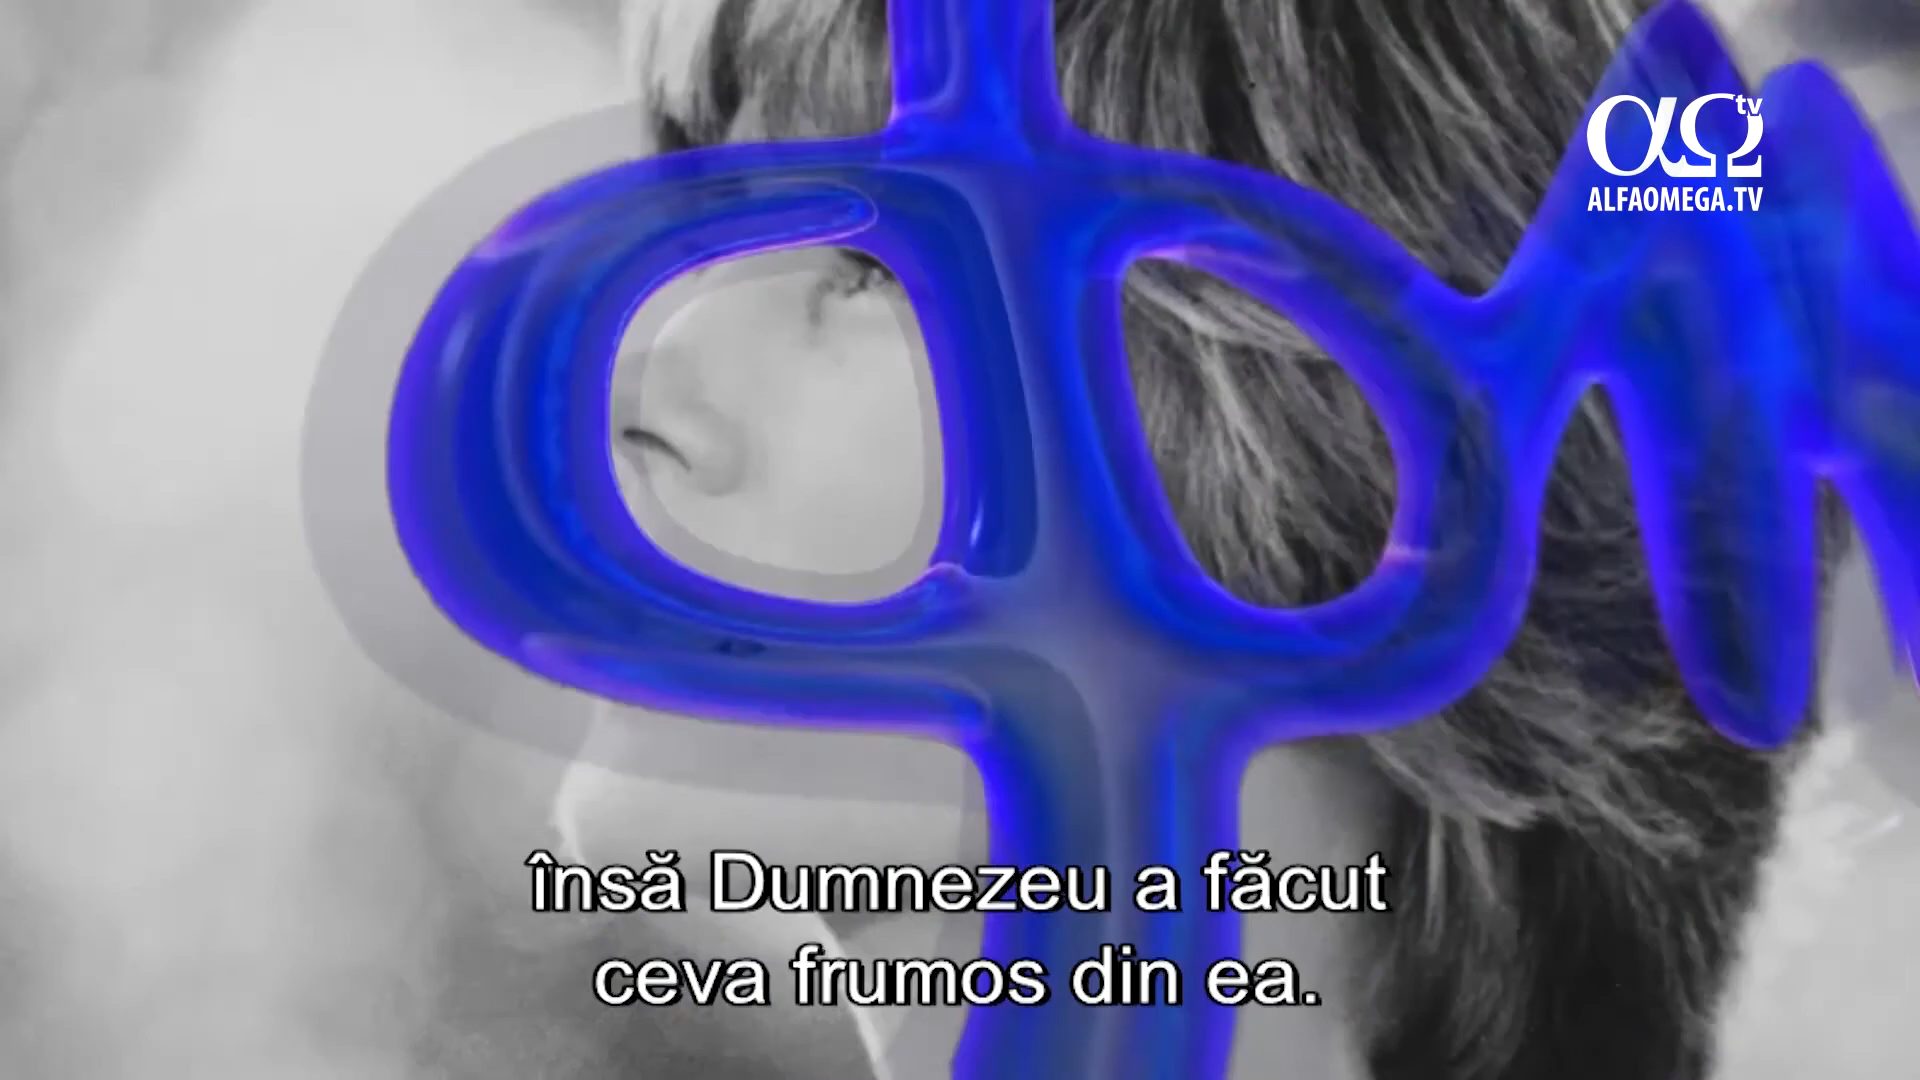 αΩ tv
ALFAOMEGA.TV
însă Dumnezeu a făcut
ceva frumos din ea.